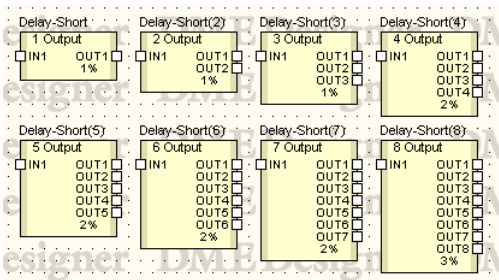 Delay-Short
1 Output
IN1 OUT1
1%
Delay-Short(2)
2 Output
IN1 OUT1
OUT2
1%
Delay-Short(3)
3 Output
IN1 OUT1
OUT2
OUT3
1%
Delay-Short(4)
4 Output
IN1 OUT1
OUT2
OUT3
OUT4
2%
Delay-Short(5)
5 Output
IN1 OUT1
OUT2
OUT3
OUT4
OUT5
2%
Delay-Short(6)
6 Output
IN1 OUT1
OUT2
OUT3
OUT4
OUT5
OUT6
2%
Delay-Short(7)
7 Output
IN1 OUT1
OUT2
OUT3
OUT4
OUT5
OUT6
OUT7
2%
Delay-Short(8)
8 Output
IN1 OUT1
OUT2
OUT3
OUT4
OUT5
OUT6
OUT7
OUT8
3%